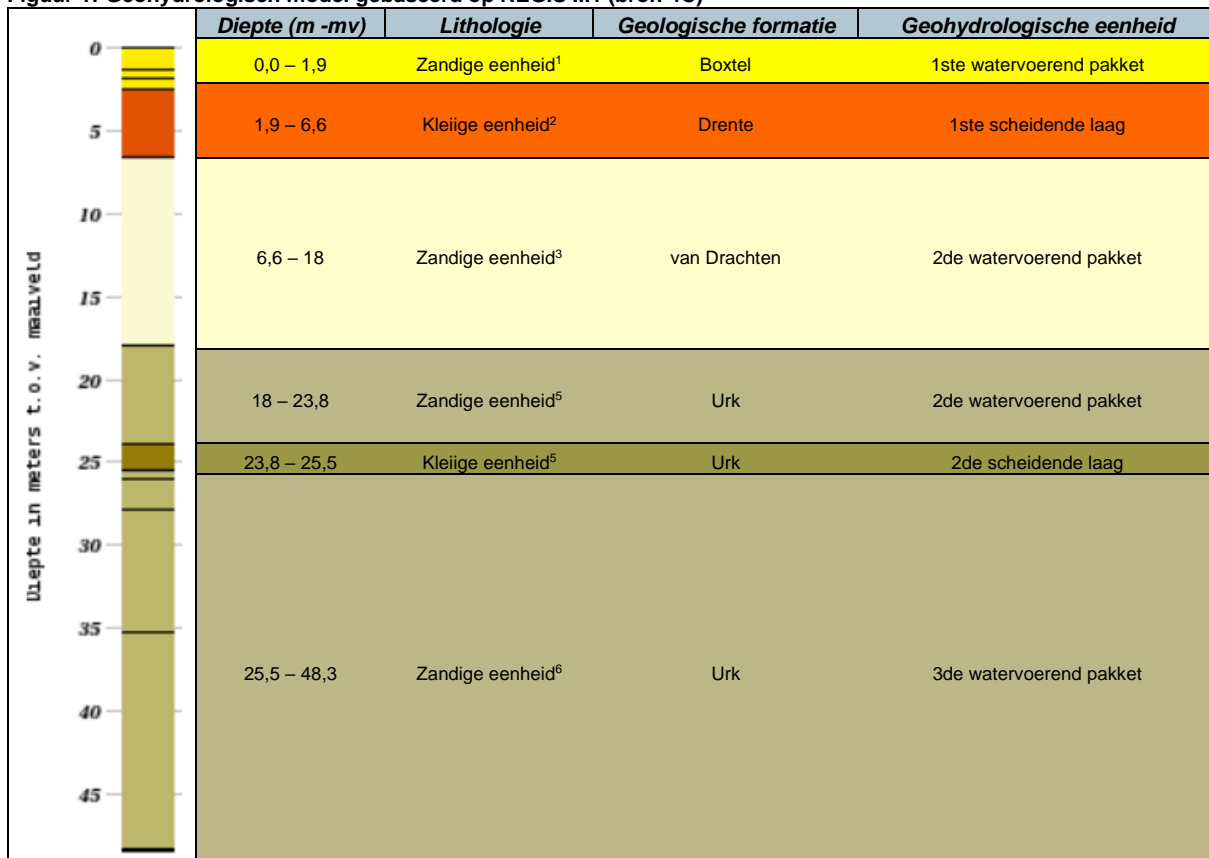 Diepte (m -mv) Lithologie Geologische formatie Geohydrologische eenheid
0
0,0 – 1,9 Zandige eenheid¹ Boxtel 1ste watervoerend pakket
5
1,9 – 6,6 Kleiige eenheid² Drente 1ste scheidende laag
10
6,6 – 18 Zandige eenheid³ van Drachten 2de watervoerend pakket
15
20
18 – 23,8 Zandige eenheid⁵ Urk 2de watervoerend pakket
25
23,8 – 25,5 Kleiige eenheid⁵ Urk 2de scheidende laag
30
35
25,5 – 48,3 Zandige eenheid⁶ Urk 3de watervoerend pakket
40
45
Diepte in meters t.o.v. maaiveld